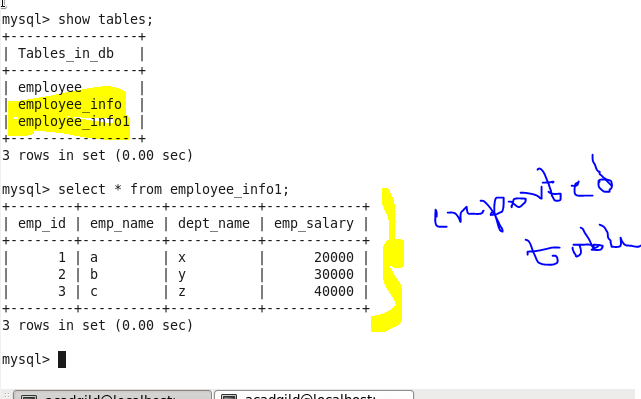 mysql> show tables;
+----------------+
| Tables_in_db   |
+----------------+
| employee       |
| employee_info  |
| employee_info1 |
+----------------+
3 rows in set (0.00 sec)
mysql> select * from employee_info1;
+--------+----------+-----------+------------+
| emp_id | emp_name | dept_name | emp_salary |
+--------+----------+-----------+------------+
|      1 | a        | x         |      20000 |
|      2 | b        | y         |      30000 |
|      3 | c        | z         |      40000 |
+--------+----------+-----------+------------+
3 rows in set (0.00 sec)
imported
table
mysql>
acadgild@localhost: acadgild@localhost: